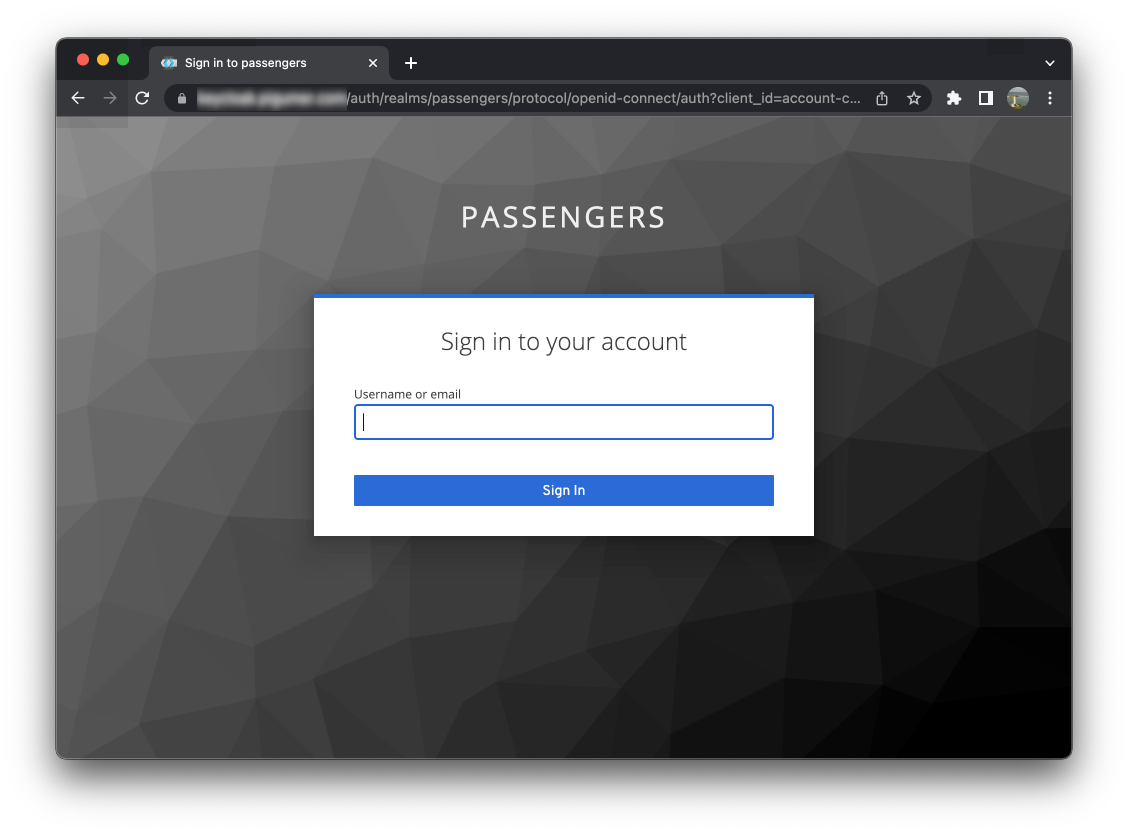 Sign in to passengers
/auth/realms/passengers/protocol/openid-connect/auth?client_id=account-c...
PASSENGERS
Sign in to your account
Username or email
Sign In